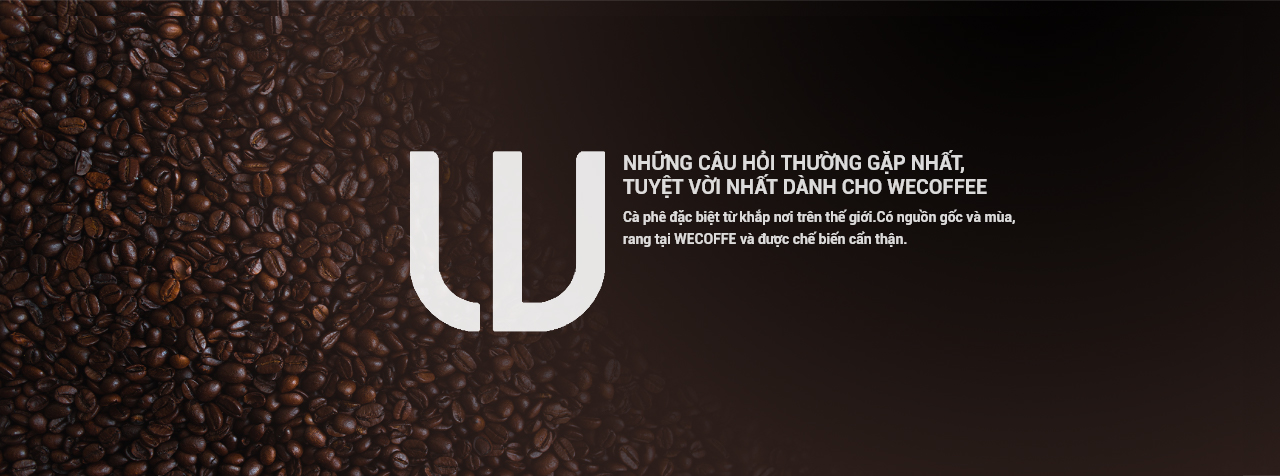 NHỮNG CÂU HỎI THƯỜNG GẶP NHẤT,
TUYỆT VỜI NHẤT DÀNH CHO WECOFFEE
Cà phê đặc biệt từ khắp nơi trên thế giới.Có nguồn gốc và mùa,
rang tại WECOFFE và được chế biến cẩn thận.